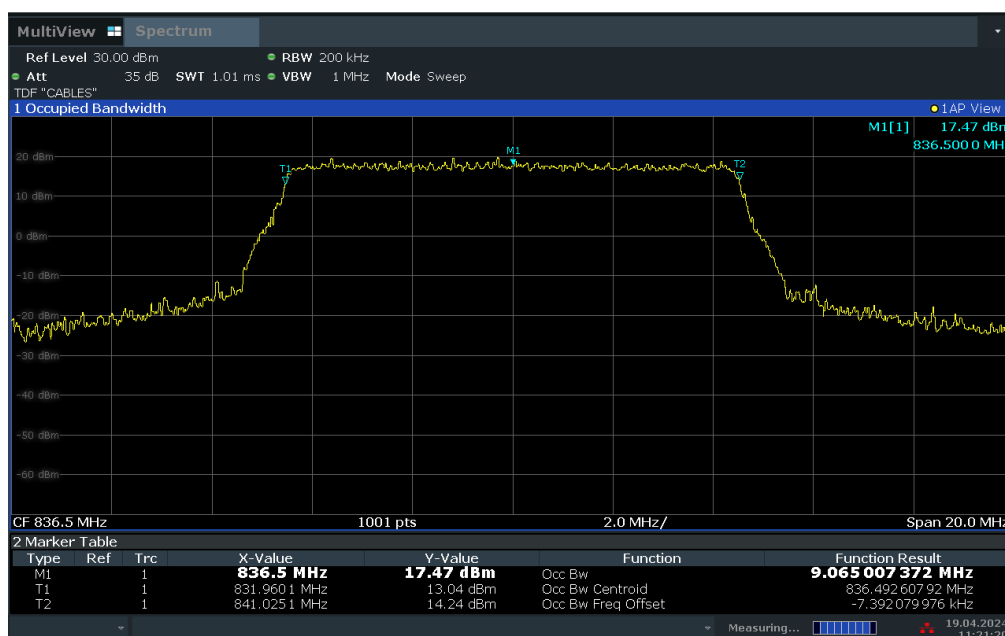 MultiView Spectrum
Ref Level 30.00 dBm RBW 200 kHz
Att 35 dB SWT 1.01 ms VBW 1 MHz Mode Sweep
TDF "CABLES"
1 Occupied Bandwidth 1AP View
M1[1] 17.47 dBm
836.500 0 MH
M1
20 dBm
T1
T2
10 dBm
0 dBm
-10 dBm
-20 dBm
-30 dBm
-40 dBm
-50 dBm
-60 dBm
CF 836.5 MHz 1001 pts 2.0 MHz/ Span 20.0 MHz
2 Marker Table
Type Ref Trc X-Value Y-Value Function Function Result
M1 1 836.5 MHz 17.47 dBm Occ Bw 9.065 007 372 MHz
T1 1 831.960 1 MHz 13.04 dBm Occ Bw Centroid 836.492 607 92 MHz
T2 1 841.025 1 MHz 14.24 dBm Occ Bw Freq Offset -7.392 079 976 kHz
Measuring... 19.04.2024